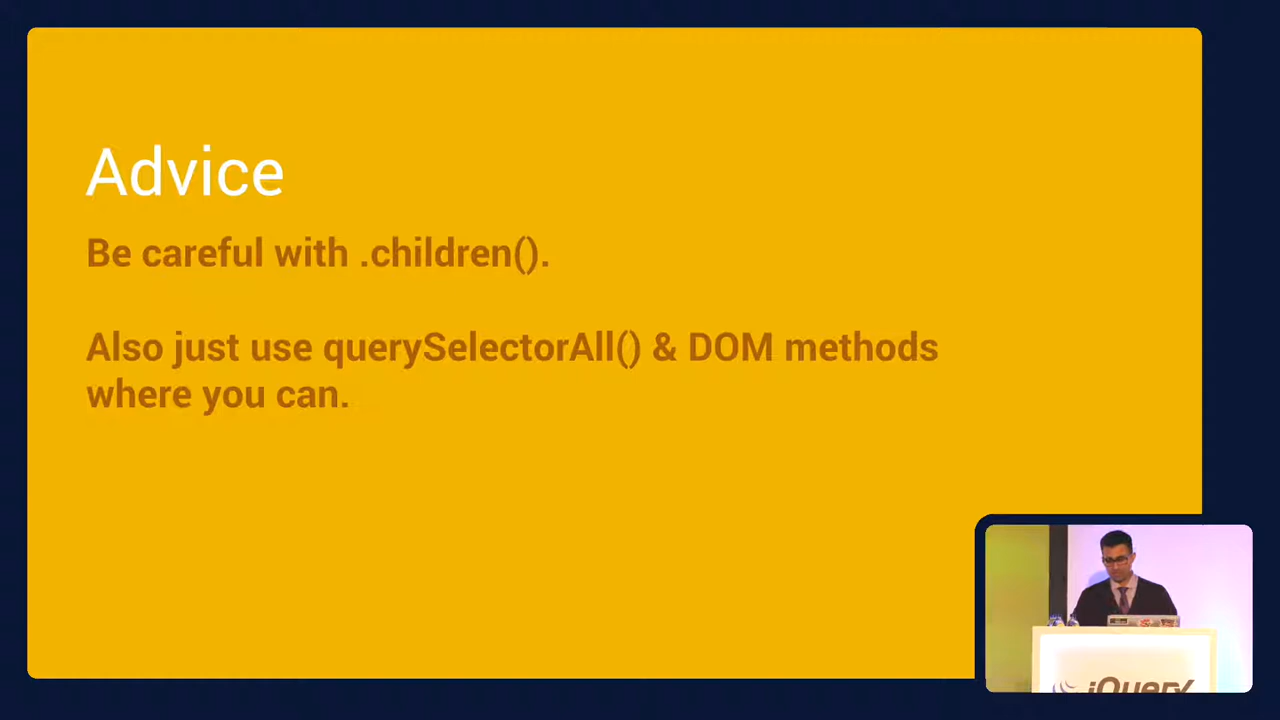 Advice
Be careful with .children().
Also just use querySelectorAll() & DOM methods
where you can.
jQuery